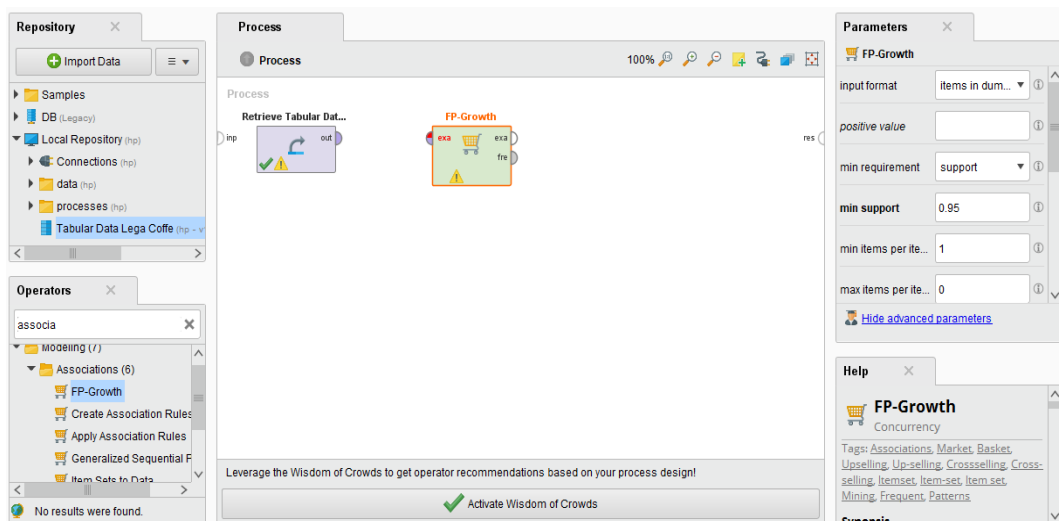 Repository
Import Data
Samples
DB (Legacy)
Local Repository (hp)
Connections (hp)
data (hp)
processes (hp)
Tabular Data Lega Coffe (hp - v
Operators
associa
Modeling (7)
Associations (6)
FP-Growth
Create Association Rules
Apply Association Rules
Generalized Sequential P
Item Sets to Data
No results were found.
Process
Process
100%
Process
Retrieve Tabular Dat...
inp
out
FP-Growth
exa
exa
fre
res
Leverage the Wisdom of Crowds to get operator recommendations based on your process design!
Activate Wisdom of Crowds
Parameters
FP-Growth
input format
items in dum...
positive value
min requirement
support
min support
0.95
min items per ite...
1
max items per ite...
0
Hide advanced parameters
Help
FP-Growth
Concurrency
Tags: Associations, Market, Basket,
Upselling, Up-selling, Crossselling, Cross-
selling, Itemset, Item-set, Item set,
Mining, Frequent, Patterns
Synopsis